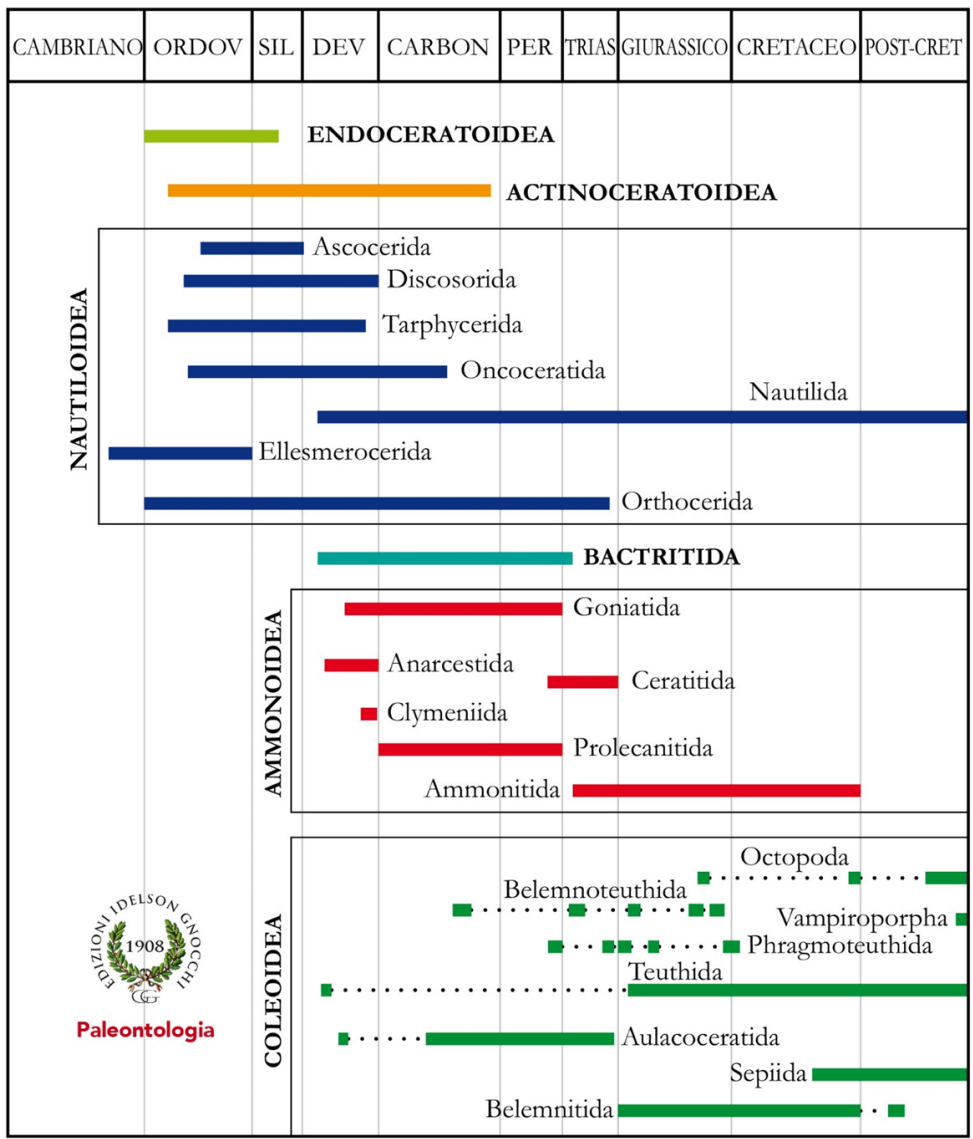 CAMBRIANO ORDOV SIL DEV CARBON PER TRIAS GIURASSICO CRETACEO POST-CRET
ENDOCERATOIDEA
ACTINOCERATOIDEA
NAUTILOIDEA
Ascocerida
Discosorida
Tarphycerida
Oncoceratida
Nautilida
Ellesmerocerida
Orthocerida
BACTRITIDA
AMMONOIDEA
Goniatida
Anarcestida
Ceratitida
Clymeniida
Prolecanitida
Ammonitida
COLEOIDEA
Octopoda
Belemnoteuthida
Vampiroporpha
Phragmoteuthida
Teuthida
Aulacoceratida
Sepiida
Belemnitida
EDIZIONI IDELSON GNOCCHI
1908
GG
Paleontologia